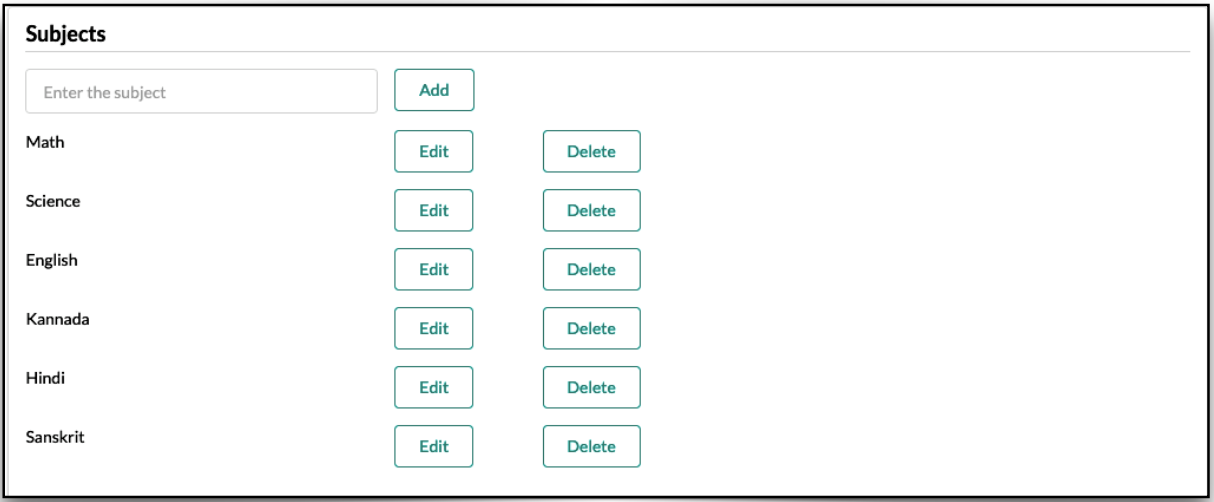 Subjects
Enter the subject Add
Math Edit Delete
Science Edit Delete
English Edit Delete
Kannada Edit Delete
Hindi Edit Delete
Sanskrit Edit Delete